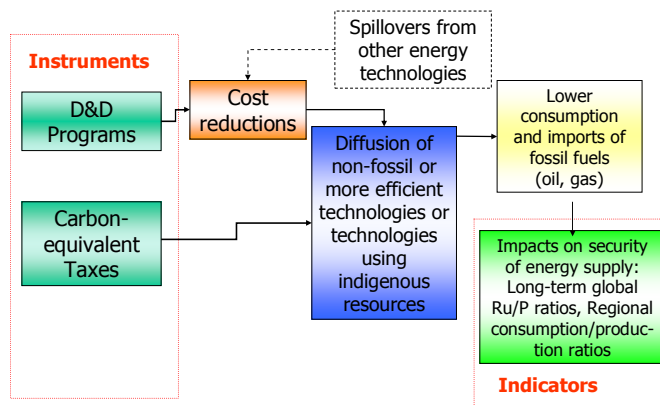 Instruments
D&D
Programs
Carbon-
equivalent
Taxes
Cost
reductions
Spillovers from
other energy
technologies
Diffusion of
non-fossil or
more efficient
technologies or
technologies
using
indigenous
resources
Lower
consumption
and imports of
fossil fuels
(oil, gas)
Impacts on security
of energy supply:
Long-term global
Ru/P ratios, Regional
consumption/produc-
tion ratios
Indicators